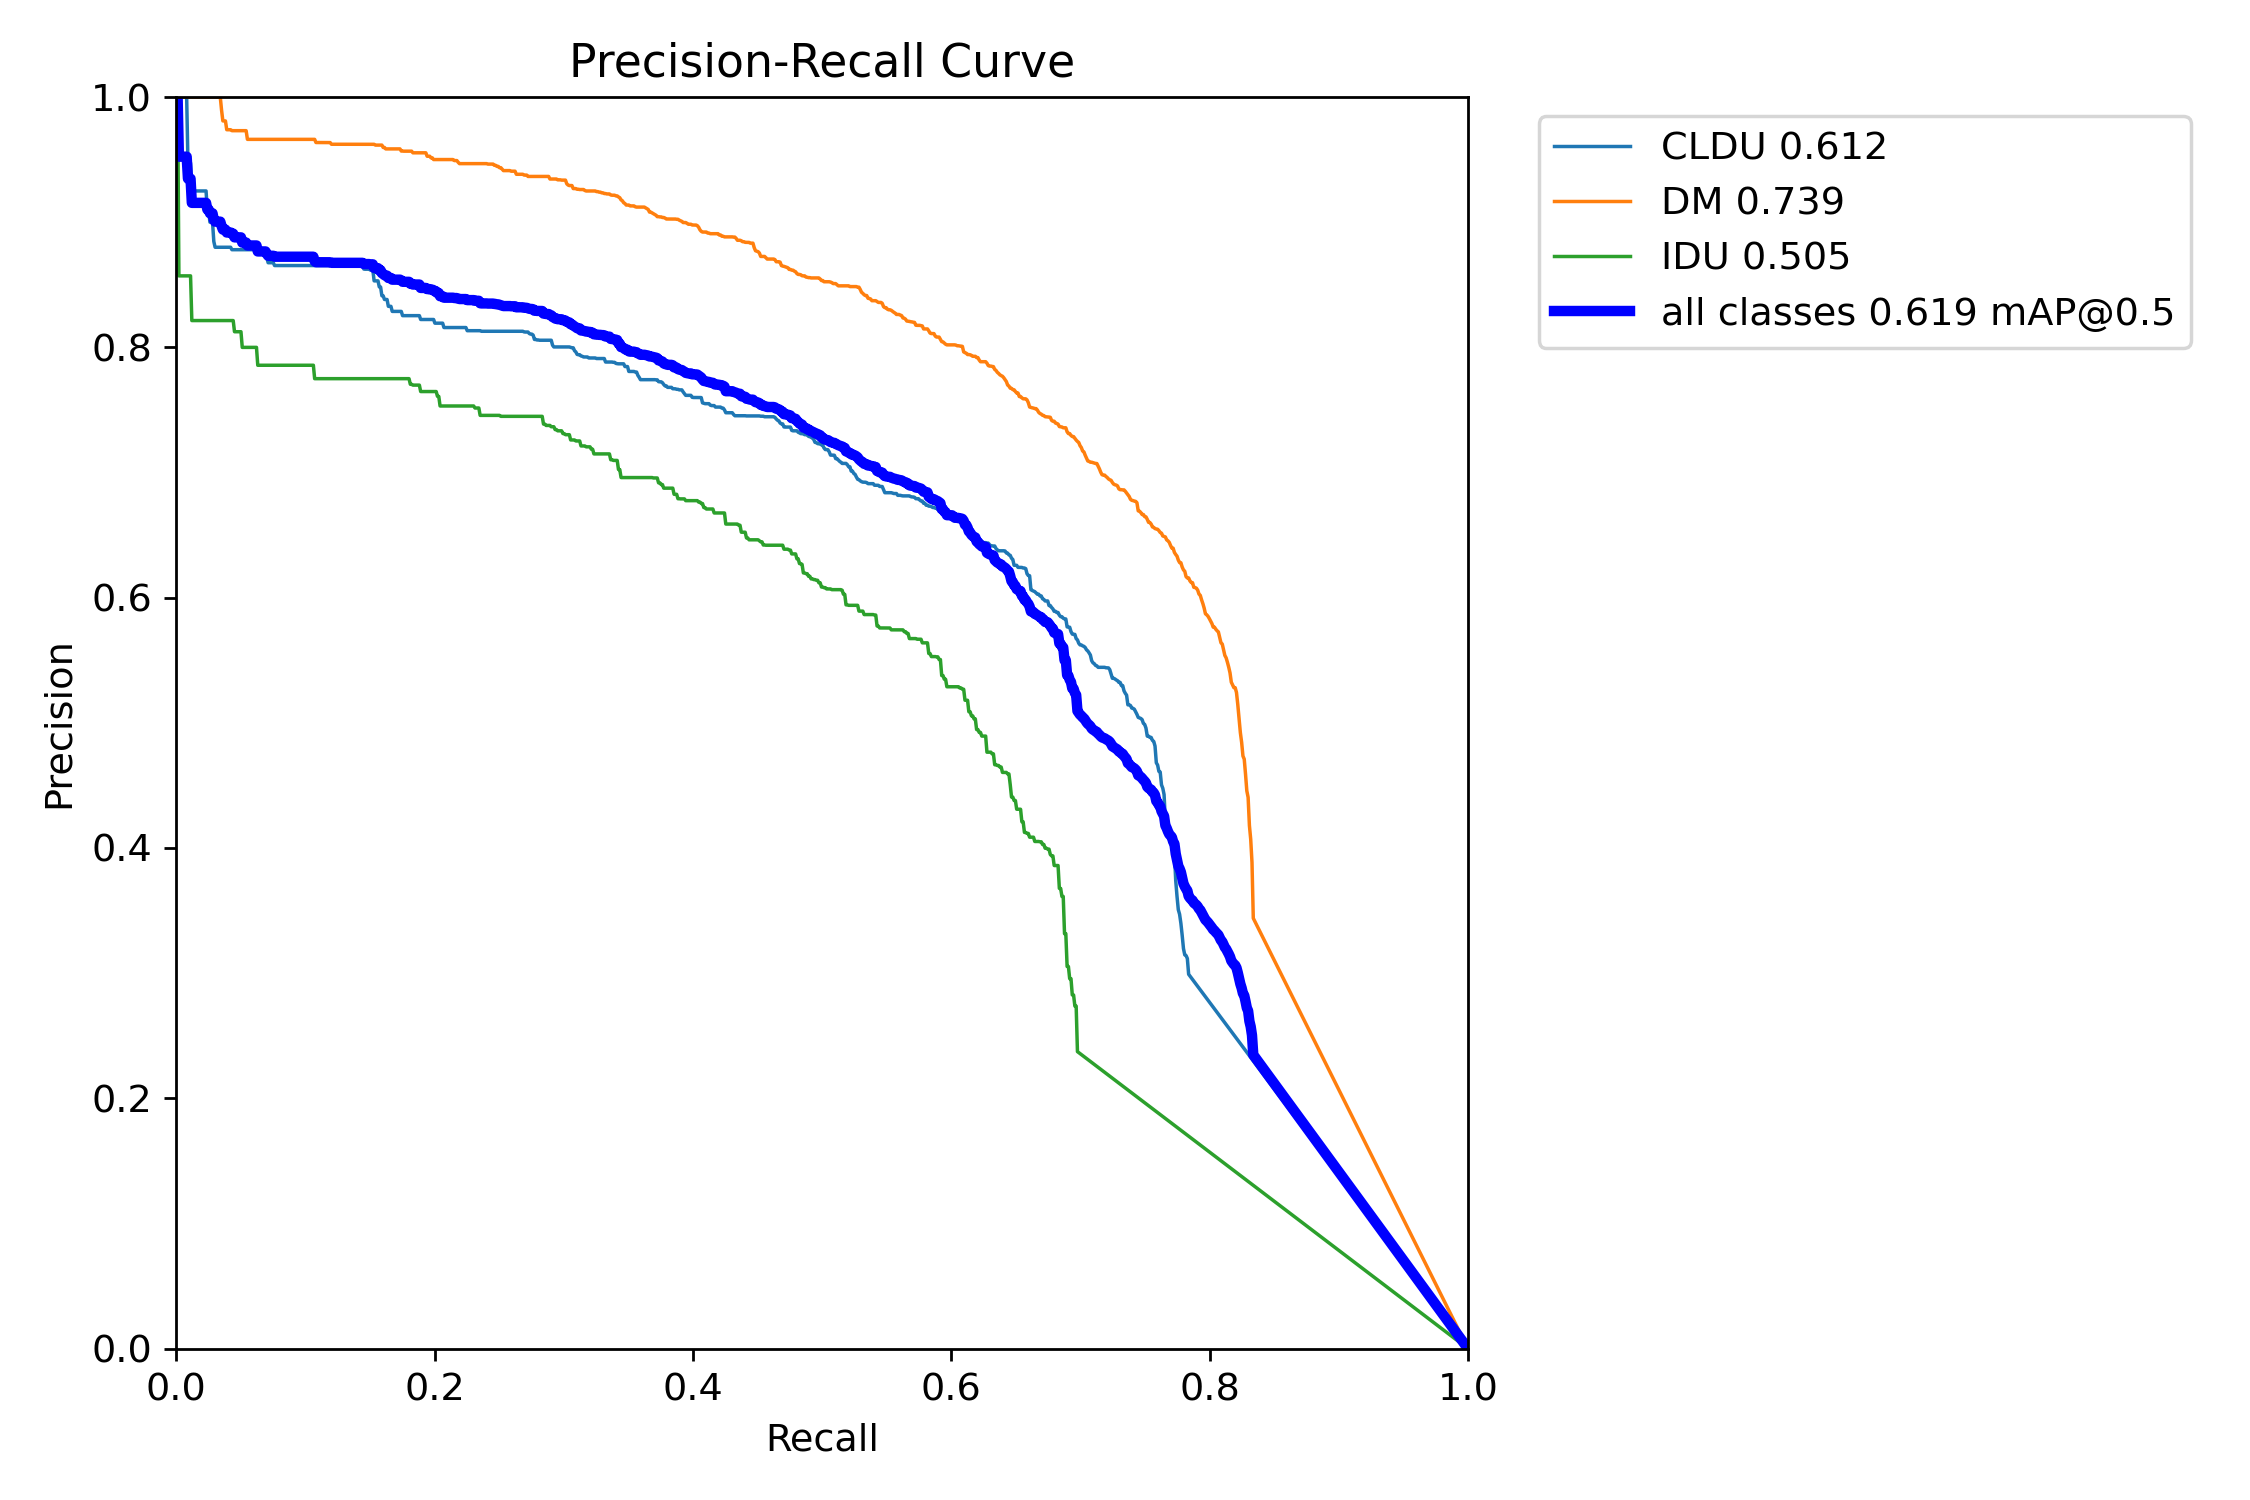 Precision-Recall Curve
1.0
0.8
0.6
0.4
0.2
0.0
Precision
0.0 0.2 0.4 0.6 0.8 1.0
Recall
CLDU 0.612
DM 0.739
IDU 0.505
all classes 0.619 mAP@0.5